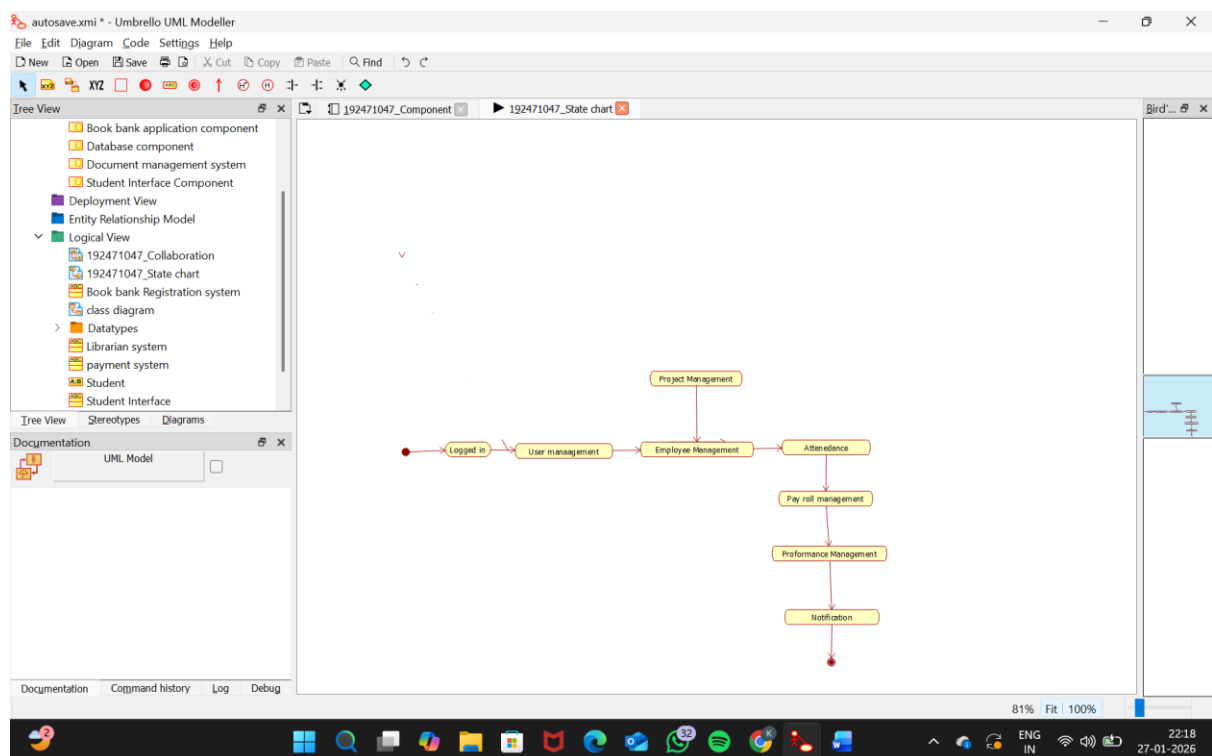 autosave.xmi * - Umbrello UML Modeller
File Edit Diagram Code Settings Help
New Open Save Cut Copy Paste Find
XYZ XYZ ABC H H
Tree View
192471047_Component 192471047_State chart
Bird'...
Book bank application component
Database component
Document management system
Student Interface Component
Deployment View
Entity Relationship Model
Logical View
192471047_Collaboration
192471047_State chart
Book bank Registration system
class diagram
Datatypes
Librarian system
payment system
Student
Student Interface
Tree View Stereotypes Diagrams
Documentation
UML Model
Project Management
Logged in
User manaagement
Employee Management
Attenedance
Pay roll management
Proformance Management
Notification
Documentation Command history Log Debug
81% Fit 100%
2
32
ENG
IN
22:18
27-01-2026